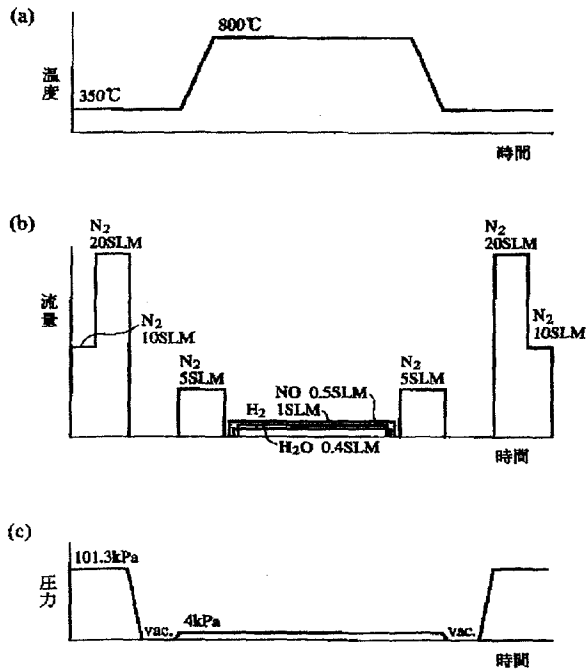 (a)
800℃
温度
350℃
時間
(b)
N2
20SLM
N2
20SLM
流量
N2
10SLM
N2
10SLM
N2
5SLM
N2
5SLM
NO 0.5SLM
H2 1SLM
H2O 0.4SLM
時間
(c)
101.3kPa
圧力
vac.
4kPa
vac.
時間